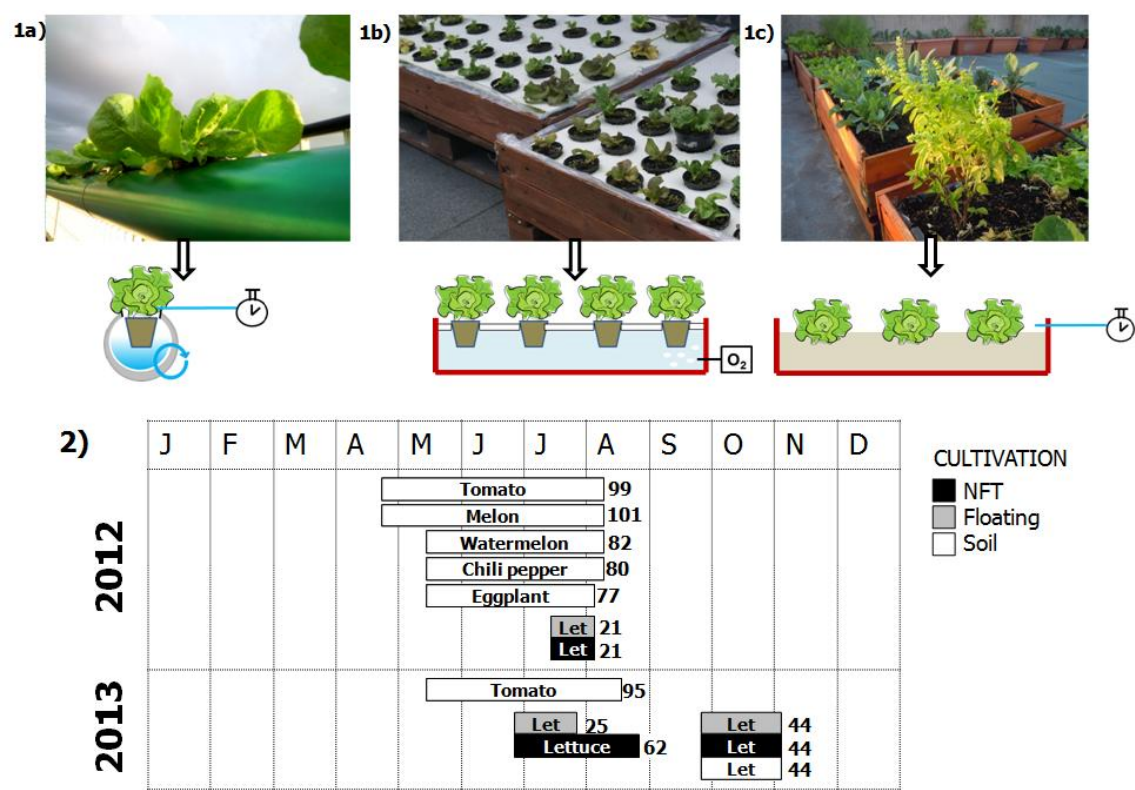 1a)
1b)
1c)
O₂
2)
J F M A M J J A S O N D
CULTIVATION
NFT
Floating
Soil
2012
Tomato 99
Melon 101
Watermelon 82
Chili pepper 80
Eggplant 77
Let 21
Let 21
2013
Tomato 95
Let 25 Let 44
Lettuce 62 Let 44
Let 44